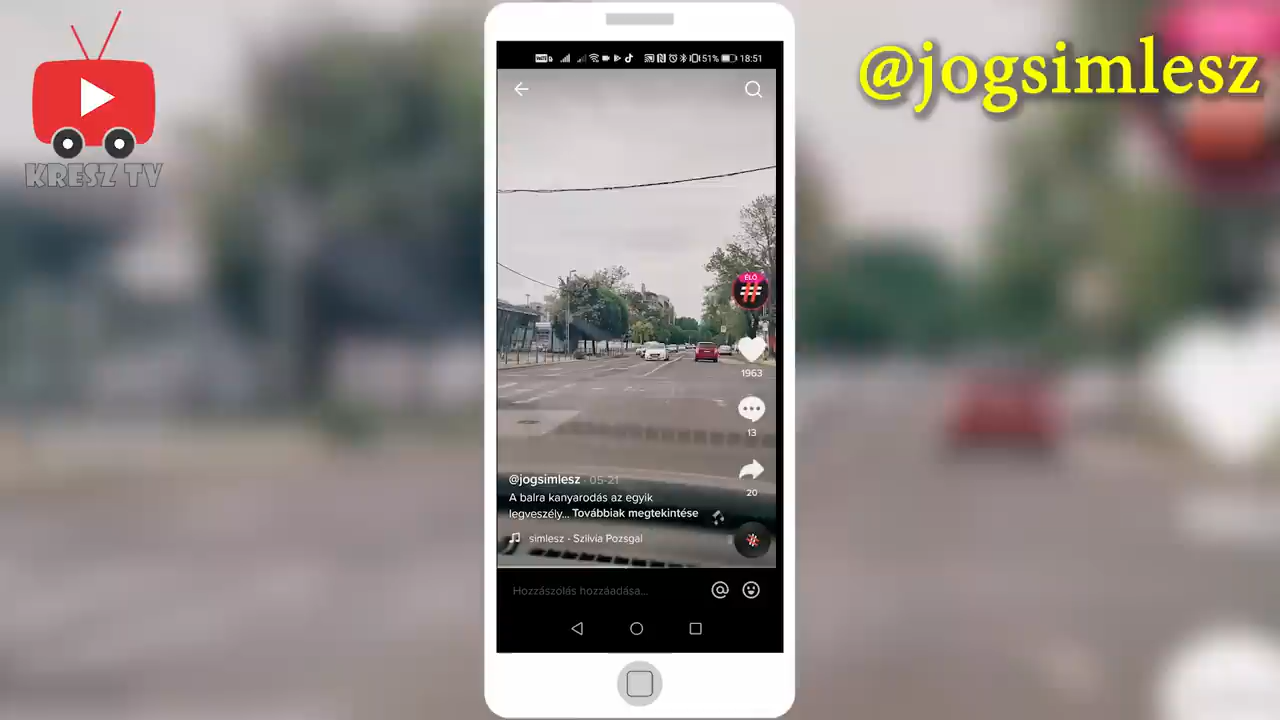 KRESZ TV
@jogsimlesz
51% 18:51
ÉLŐ
1963
13
20
@jogsimlesz · 05-21
A balra kanyarodás az egyik
legveszély... Továbbiak megtekintése
simlesz - Szilvia Pozsgai
Hozzászólás hozzáadása...